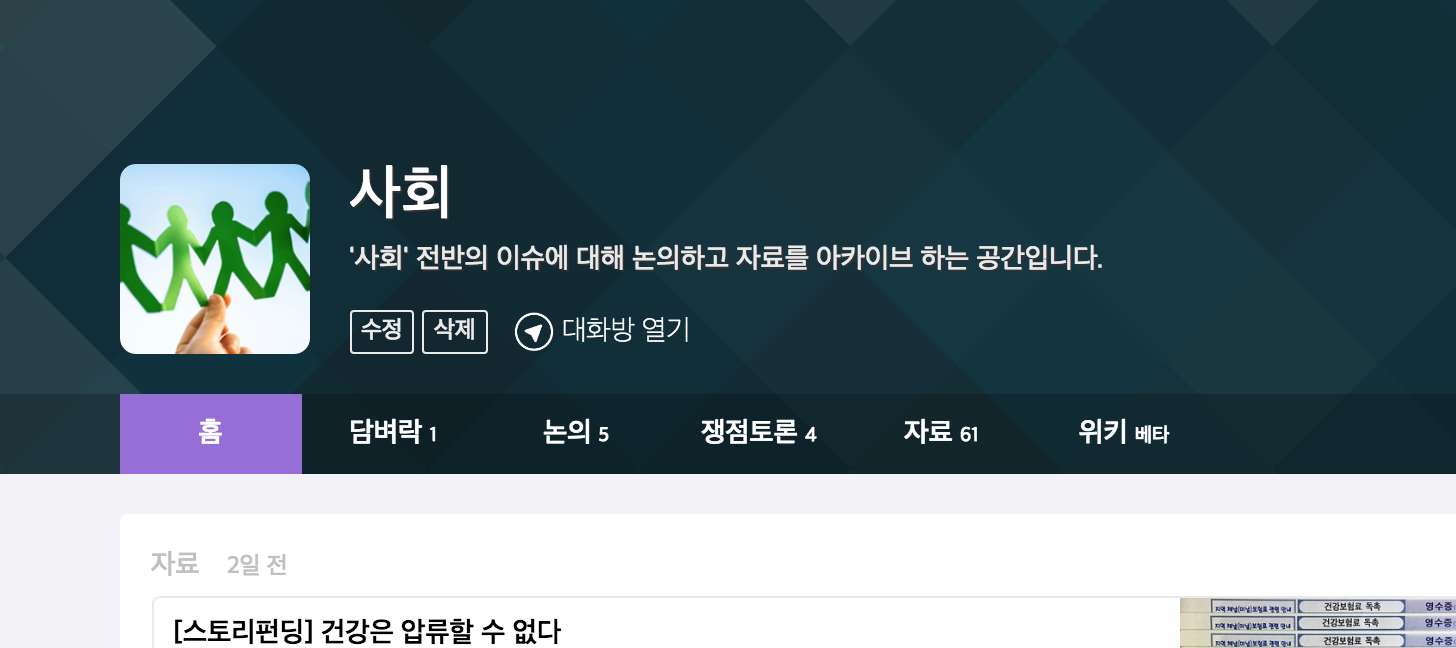 사회
'사회' 전반의 이슈에 대해 논의하고 자료를 아카이브 하는 공간입니다.
수정 삭제 대화방 열기
홈 담벼락 1 논의 5 쟁점토론 4 자료 61 위키 베타
자료 2일 전
[스토리펀딩] 건강은 압류할 수 없다
건강보험료 독촉 영수증
건강보험료 독촉 영수증
건강보험료 독촉 영수증